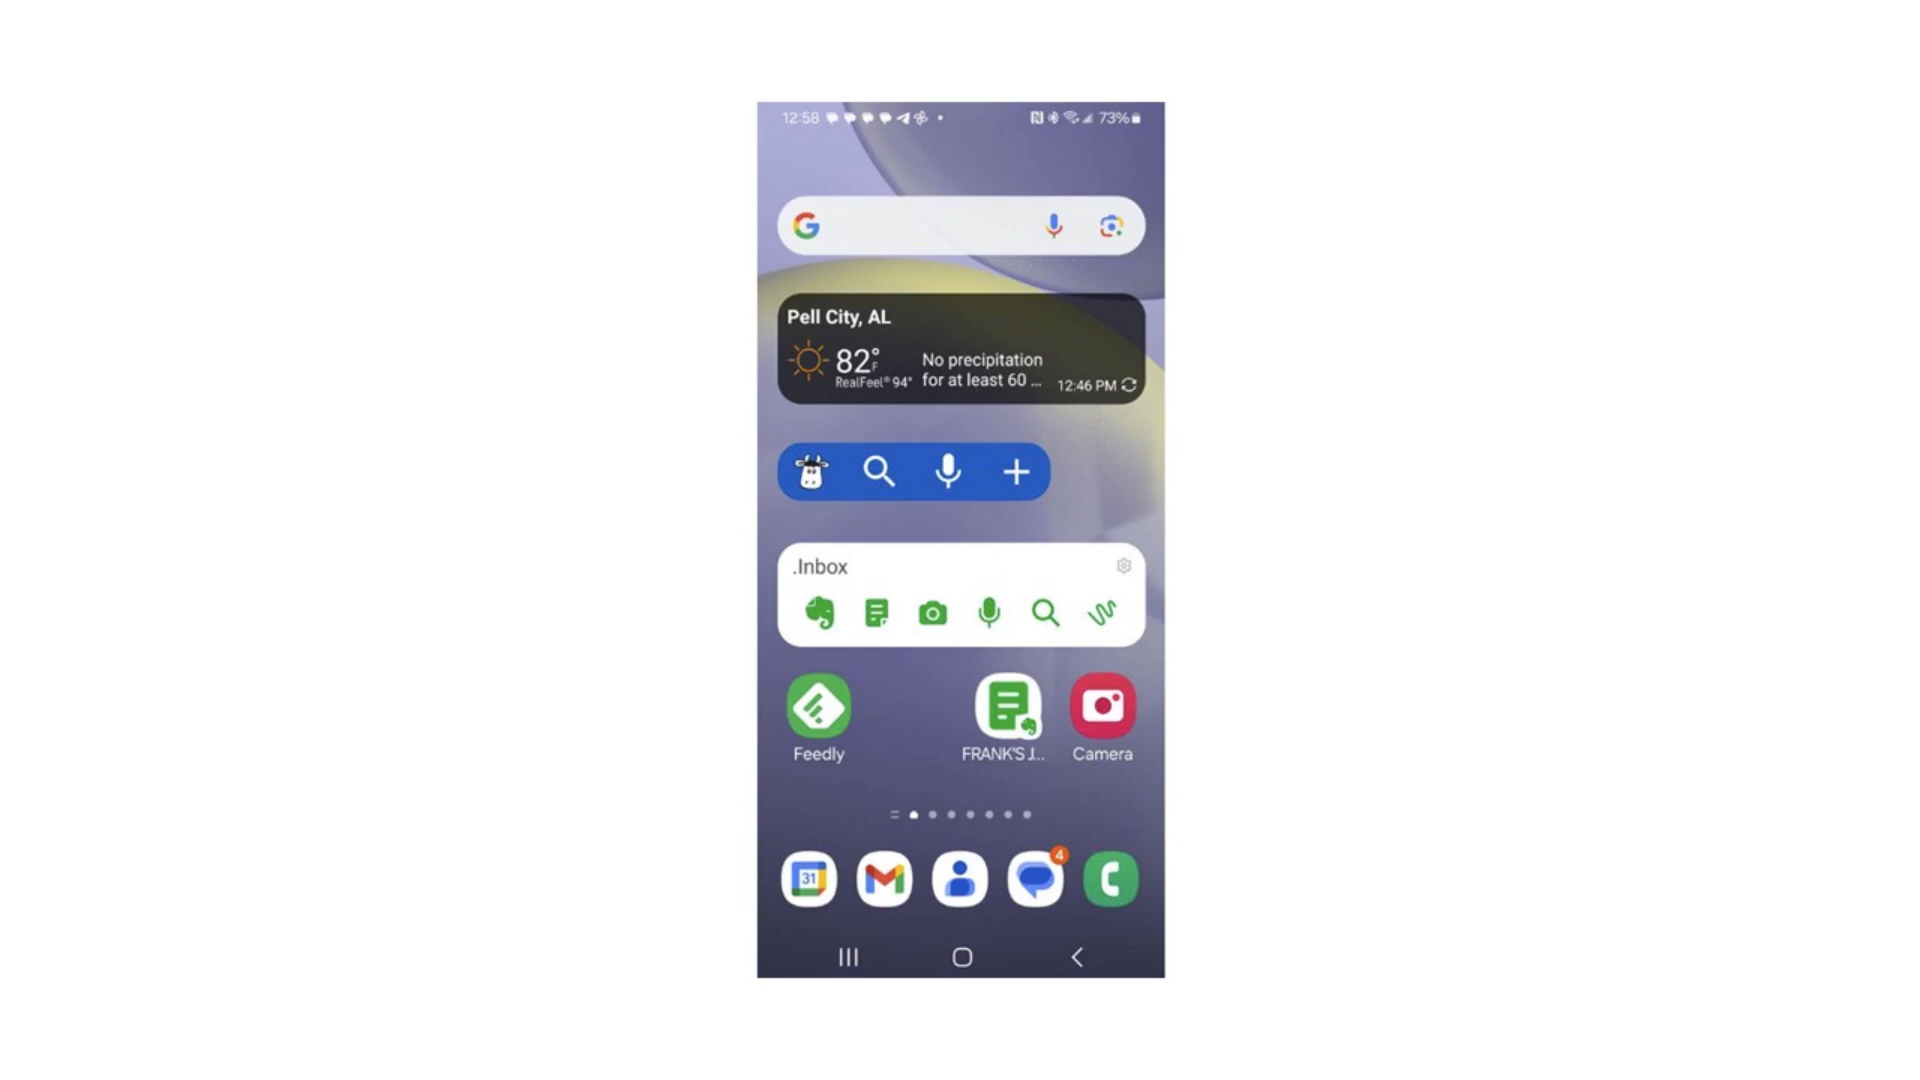 12:58 73%
Pell City, AL
82°F
RealFeel® 94°
No precipitation
for at least 60 ...
12:46 PM
.Inbox
Feedly FRANK'S J... Camera
4
31